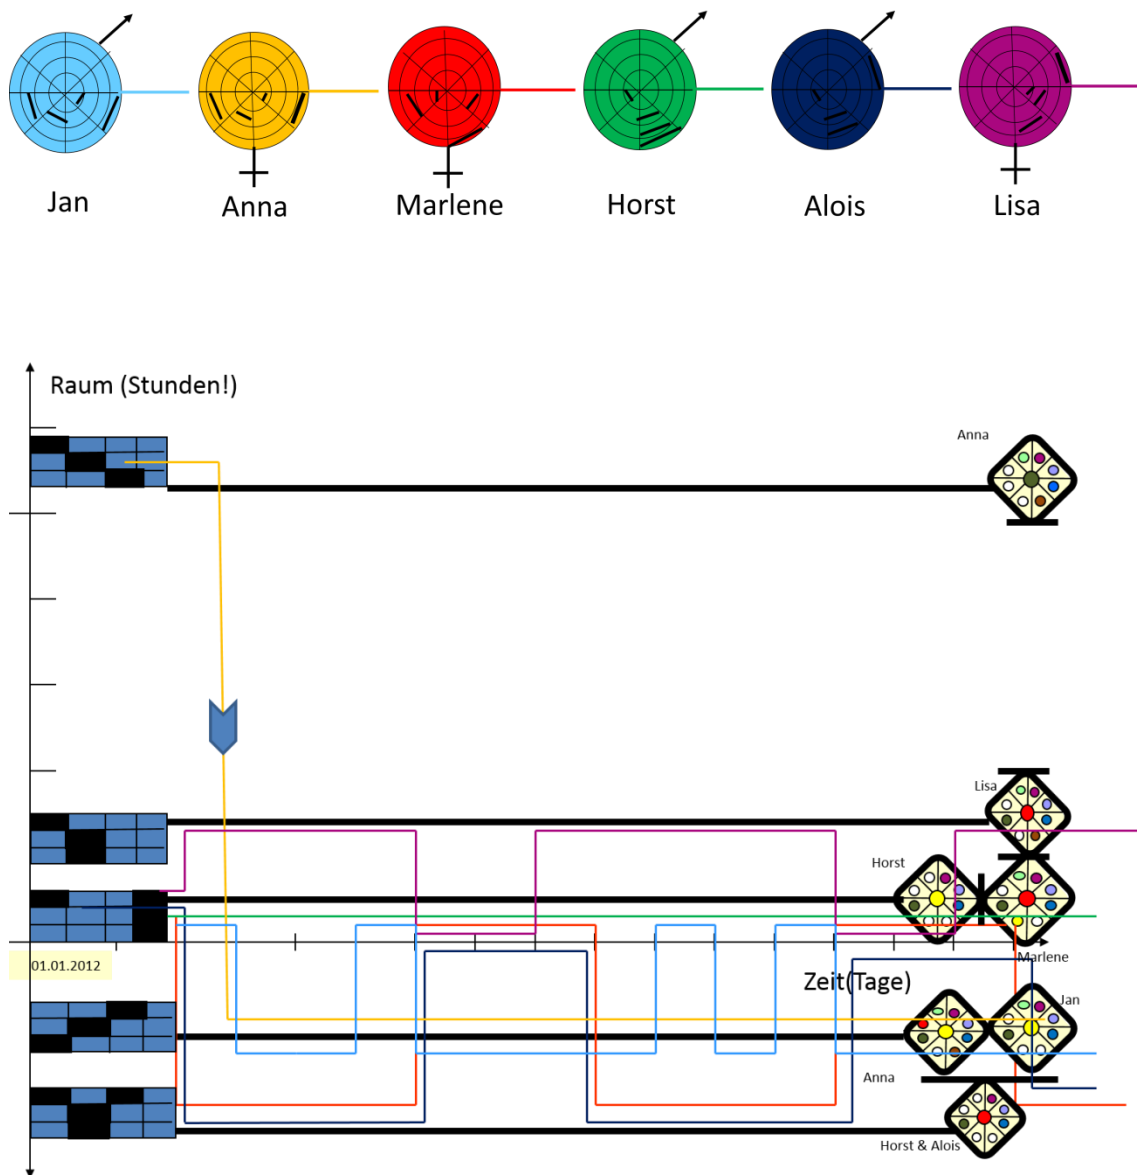 Jan
Anna
Marlene
Horst
Alois
Lisa
Raum (Stunden!)
Anna
Lisa
Horst
Marlene
01.01.2012
Zeit(Tage)
Jan
Anna
Horst & Alois